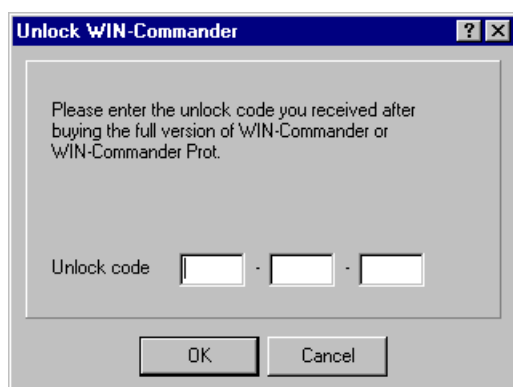 Unlock WIN-Commander
Please enter the unlock code you received after
buying the full version of WIN-Commander or
WIN-Commander Prot.
Unlock code - -
OK Cancel